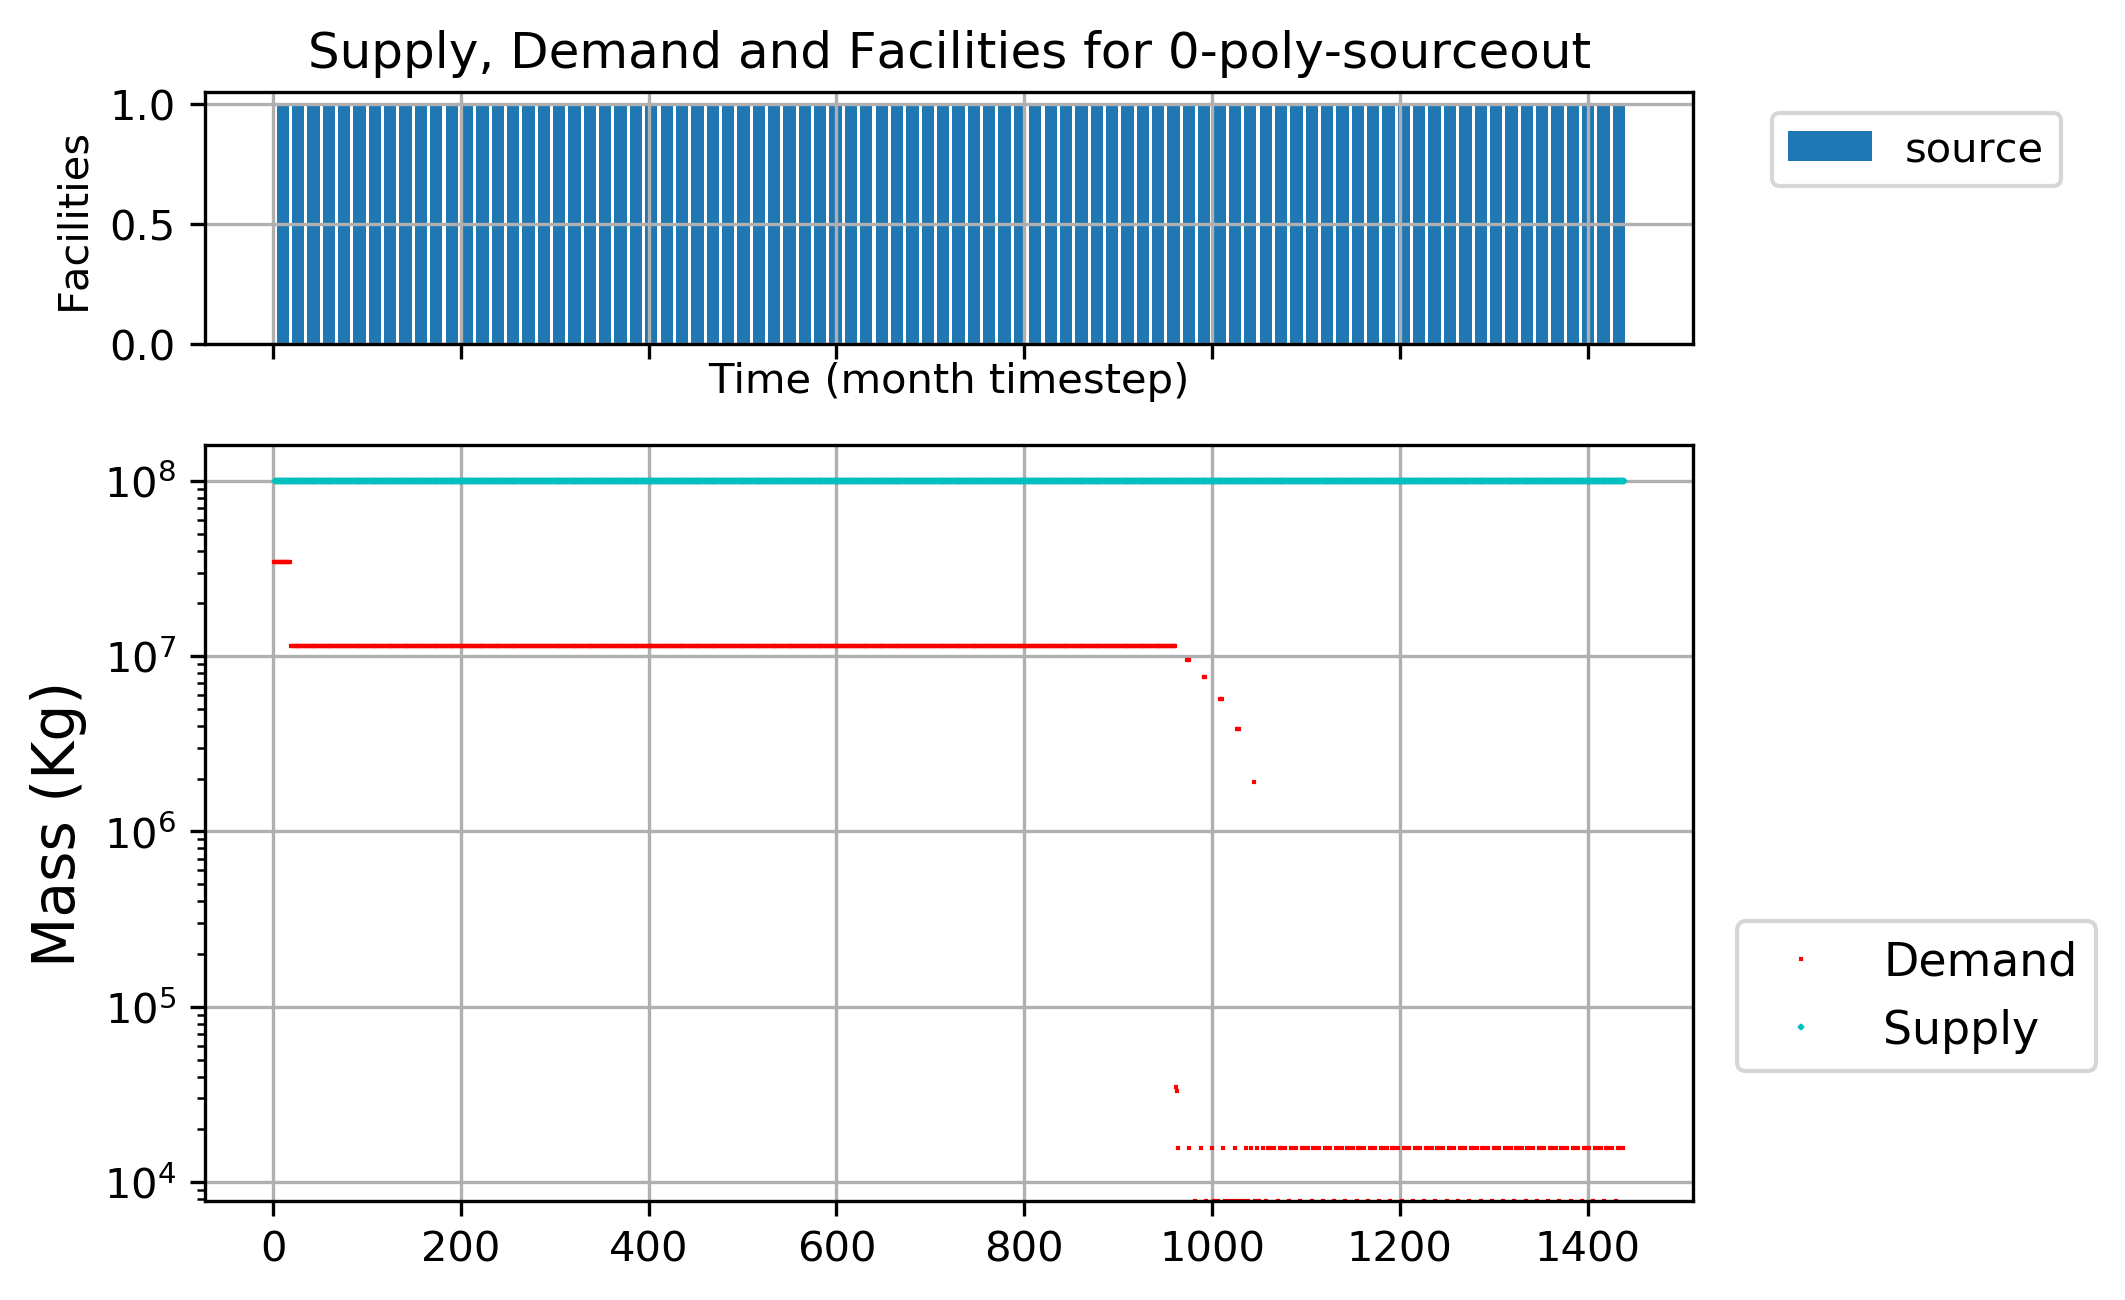 Supply, Demand and Facilities for 0-poly-sourceout
1.0
0.5
0.0
Facilities
source
Time (month timestep)
10^8
10^7
10^6
10^5
10^4
Mass (Kg)
Demand
Supply
0 200 400 600 800 1000 1200 1400